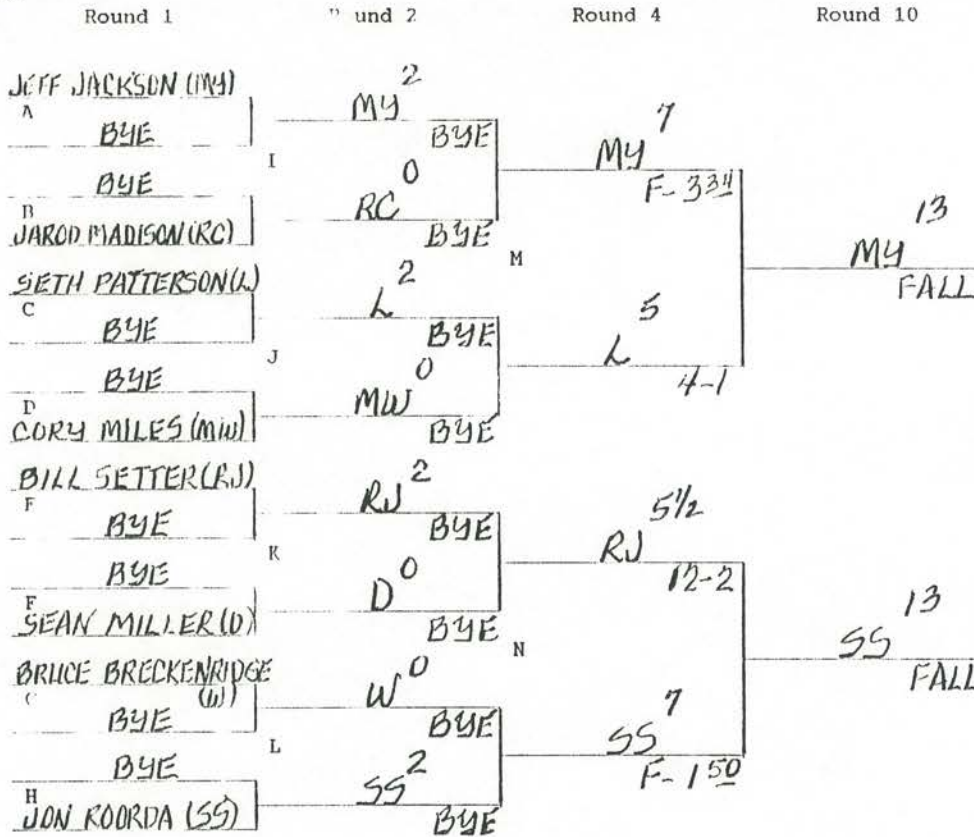 Round 1 und 2 Round 4 Round 10
JEFF JACKSON (MY)
A
BYE
BYE
B
JAROD MADISON (RC)
SETH PATTERSON (L)
C
BYE
BYE
D
CORY MILES (MW)
BILL SETTER (RJ)
F
BYE
BYE
F
SEAN MILLER (D)
BRUCE BRECKENRIDGE
(W)
BYE
BYE
H
JON ROORDA (SS)
MY 2
BYE
I
RC 0
BYE
L 2
BYE
J
MW 0
BYE
RJ 2
BYE
K
D 0
BYE
W 0
BYE
L
SS 2
BYE
MY 7
F- 3 34
M
L 5
4-1
RJ 5 1/2
12-2
N
SS 7
F- 1 50
MY 13
FALL
SS 13
FALL